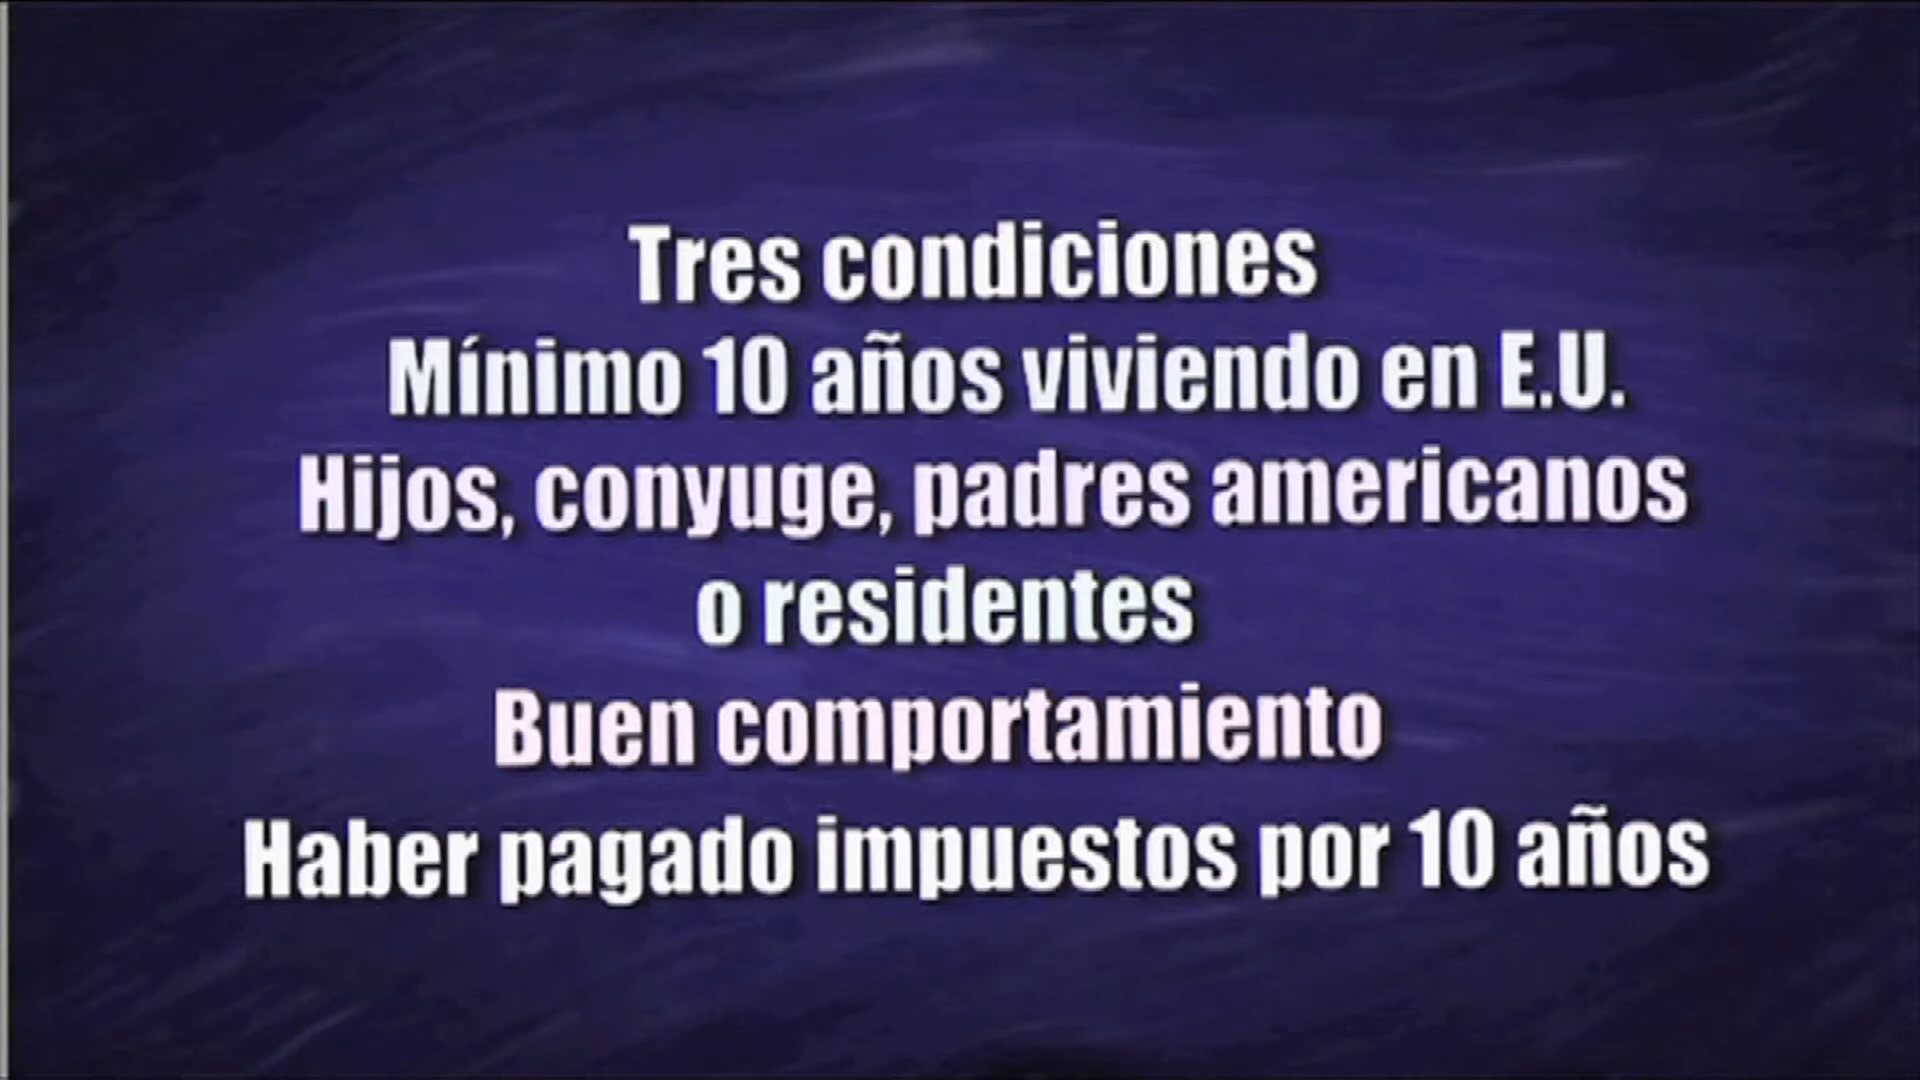 Tres condiciones
Mínimo 10 años viviendo en E.U.
Hijos, conyuge, padres americanos
o residentes
Buen comportamiento
Haber pagado impuestos por 10 años